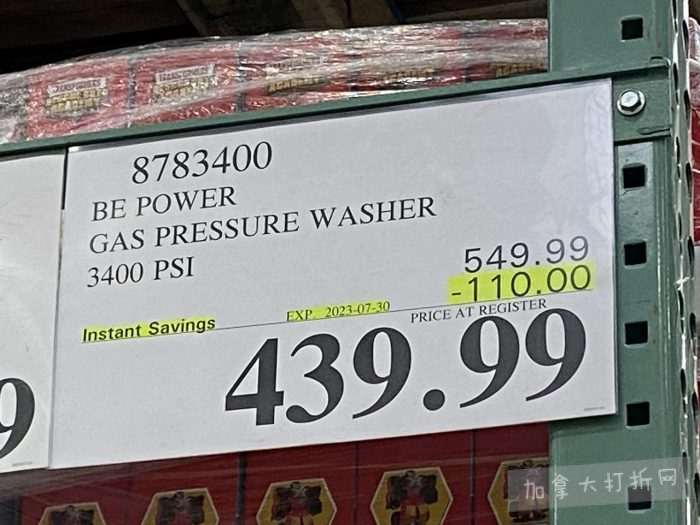 8783400
BE POWER
GAS PRESSURE WASHER
3400 PSI
549.99
-110.00
Instant Savings
EXP. 2023-07-30
PRICE AT REGISTER
439.99
9
加拿大打折网